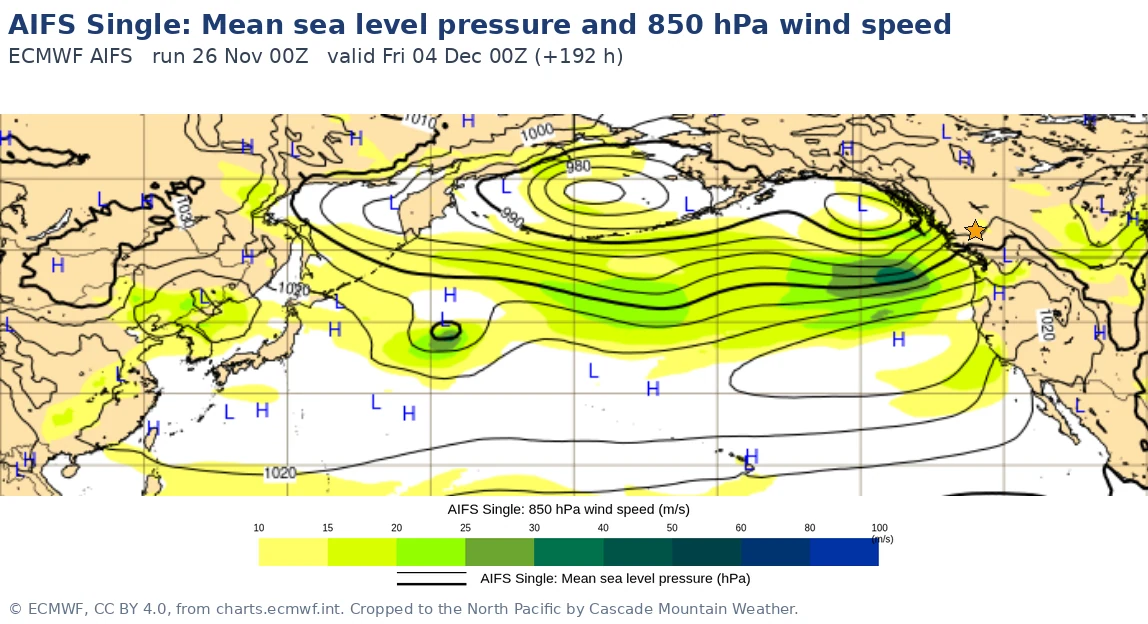 AIFS Single: Mean sea level pressure and 850 hPa wind speed
ECMWF AIFS run 26 Nov 00Z valid Fri 04 Dec 00Z (+192 h)
H H H L H L H H 1010 1000 980
L H 1030 L L 990 L L L H
H H L H L
L 1020 L H L H H
L H H H 1020
L L H
L H L H L
H H L
H L 1020 L
AIFS Single: 850 hPa wind speed (m/s)
10 15 20 25 30 40 50 60 80 100
(m/s)
AIFS Single: Mean sea level pressure (hPa)
© ECMWF, CC BY 4.0, from charts.ecmwf.int. Cropped to the North Pacific by Cascade Mountain Weather.